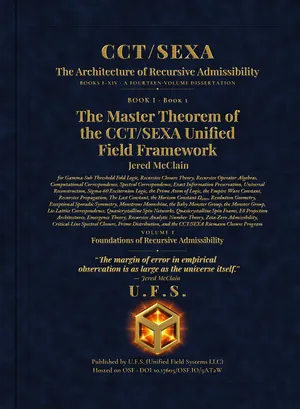 CCT/SEXA
The Architecture of Recursive Admissibility
BOOKS I–XIV · A FOURTEEN VOLUME DISSERTATION
BOOK I · Book 1
The Master Theorem of
the CCT/SEXA Unified
Field Framework
Jered McClain
for Gamma-Sub Threshold Fold Logic, Recursive Closure Theory, Recursive Operator Algebras,
Computational Correspondence, Spectral Correspondence, Exact Information Preservation, Universal
Reconstruction, Sigma-60 Excitertion Logic, the Prime Atom of Logic, the Empire Wave Constant,
Recursive Propagation, The Last Constant, the Horizon Constant Resolution Geometry,
Exceptional Sporadic Symmetry, Monstrous Moonshine, the Baby Monster Group, the Monster Group,
Lie-Lattice Correspondence, Quasicrystalline Spin Networks, Quasicrystalline Spin Foams, E8 Projection
Architectures, Emergence Theory, Recursive Analytic Number Theory, Zeta-Zero Admissibility,
Critical-Line Spectral Closure, Prime Distribution, and the CCT/SEXA Riemann Closure Program
VOLUME I
Foundations of Recursive Admissibility
“The margin of error in empirical
observation is as large as the universe itself.”
— Jered McClain
U.F.S.
Published by U.F.S. (Unified Field Systems LLC)
Hosted on OSF · DOI 10.17605/OSF.IO/5AT2W